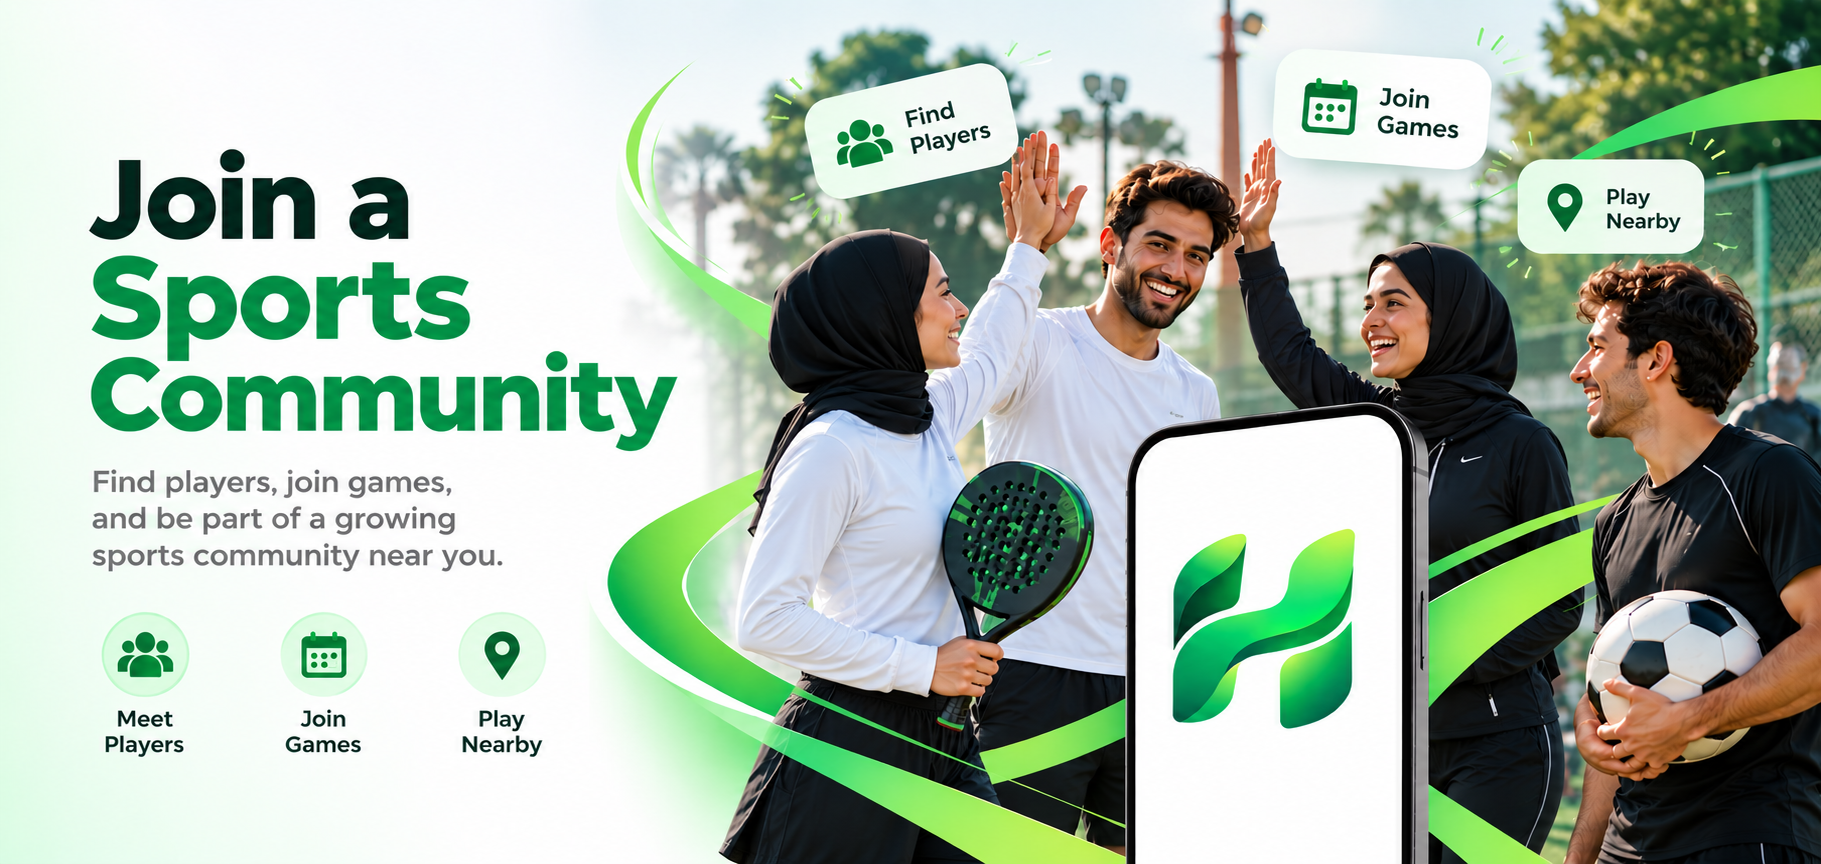 Join a
Sports
Community
Find players, join games,
and be part of a growing
sports community near you.
Meet
Players
Join
Games
Play
Nearby
Find
Players
Join
Games
Play
Nearby